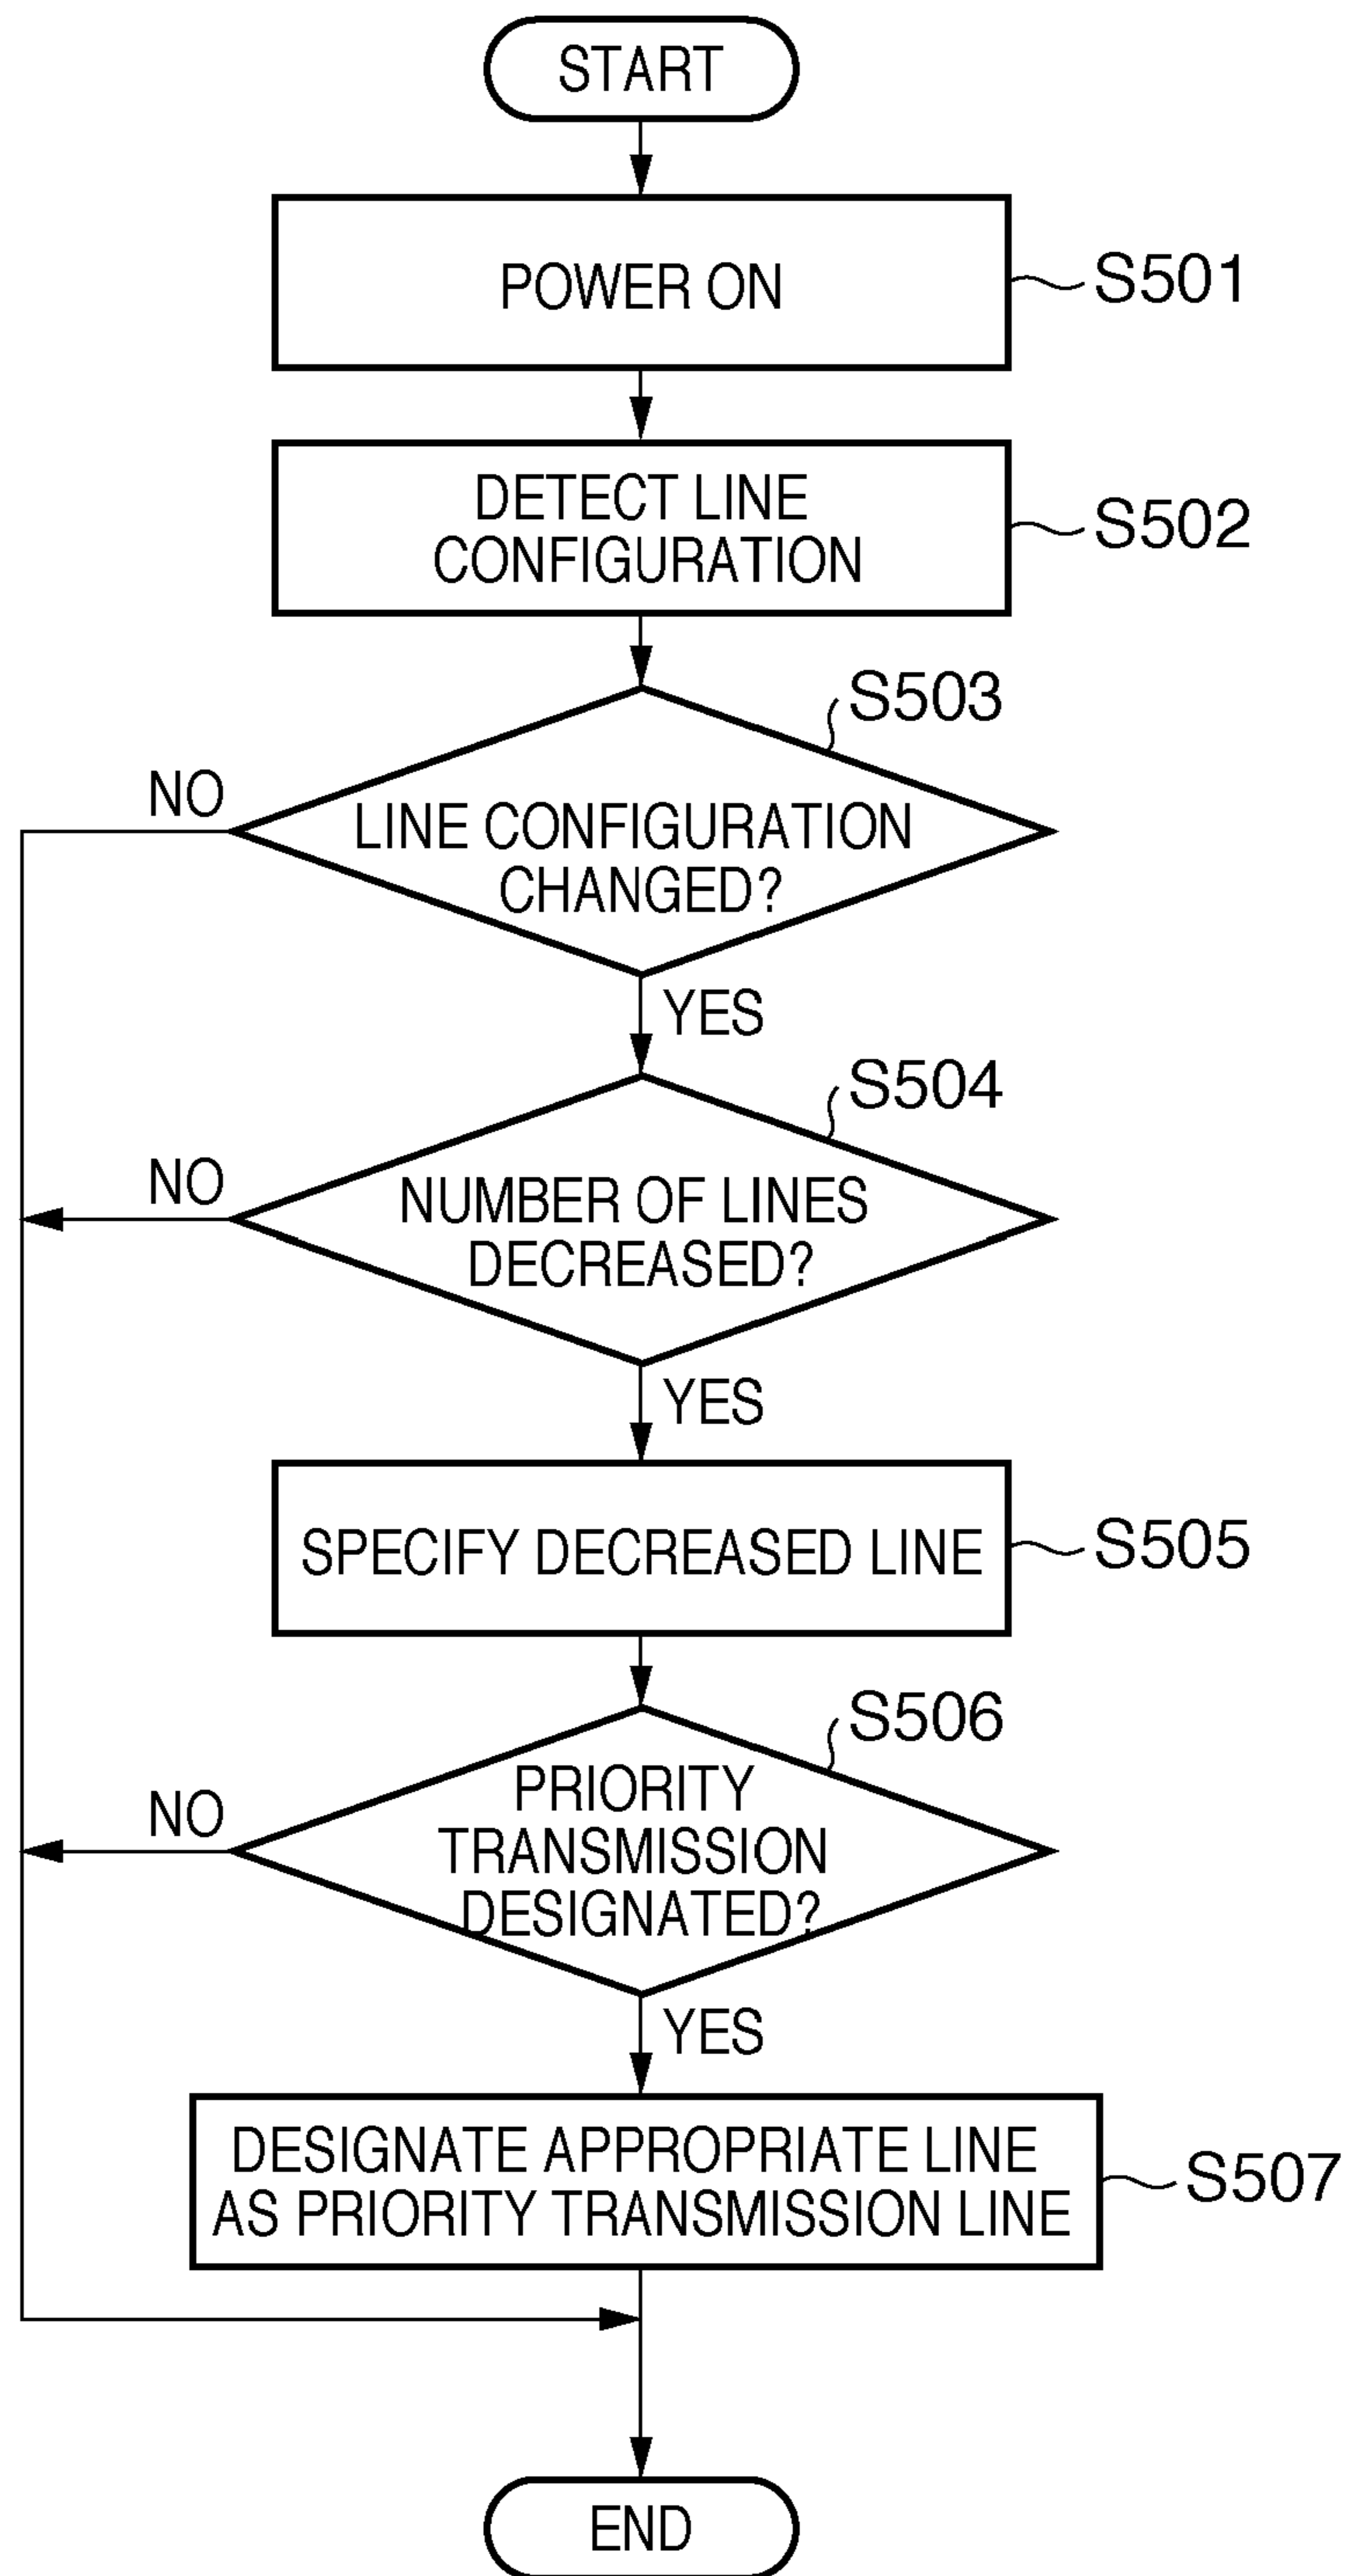 START
POWER ON
S501
DETECT LINE
CONFIGURATION
S502
S503
NO
LINE CONFIGURATION
CHANGED?
YES
S504
NO
NUMBER OF LINES
DECREASED?
YES
SPECIFY DECREASED LINE
S505
S506
NO
PRIORITY
TRANSMISSION
DESIGNATED?
YES
DESIGNATE APPROPRIATE LINE
AS PRIORITY TRANSMISSION LINE
S507
END